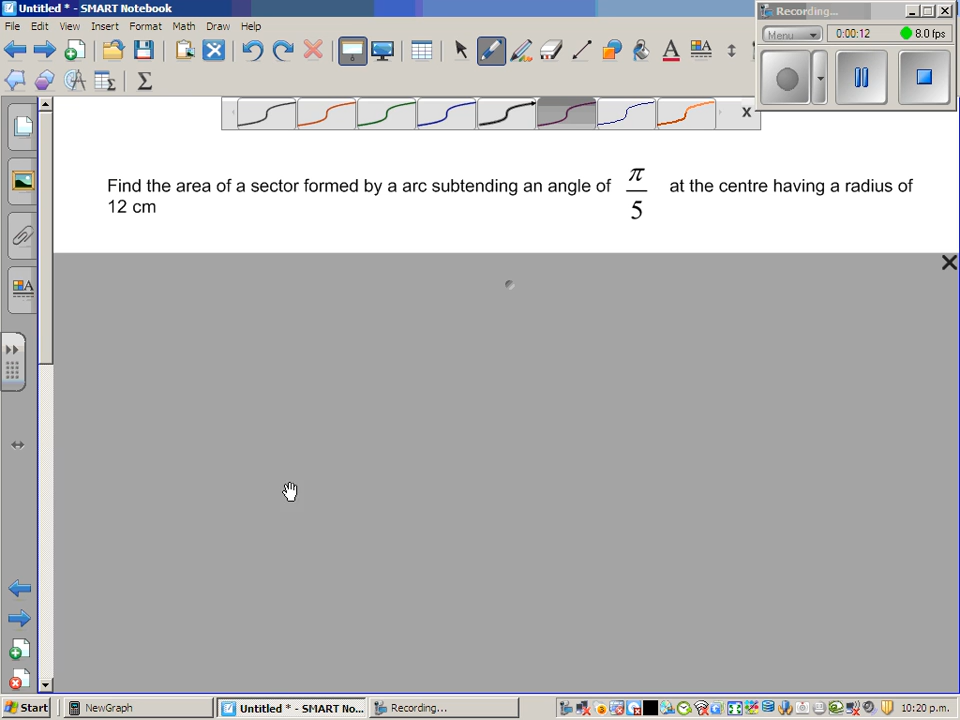 Untitled * - SMART Notebook
Recording...
File Edit View Insert Format Math Draw Help
Menu 0:00:12 8.0 fps
Find the area of a sector formed by a arc subtending an angle of π/5 at the centre having a radius of
12 cm
Start NewGraph Untitled * - SMART No... Recording... 10:20 p.m.